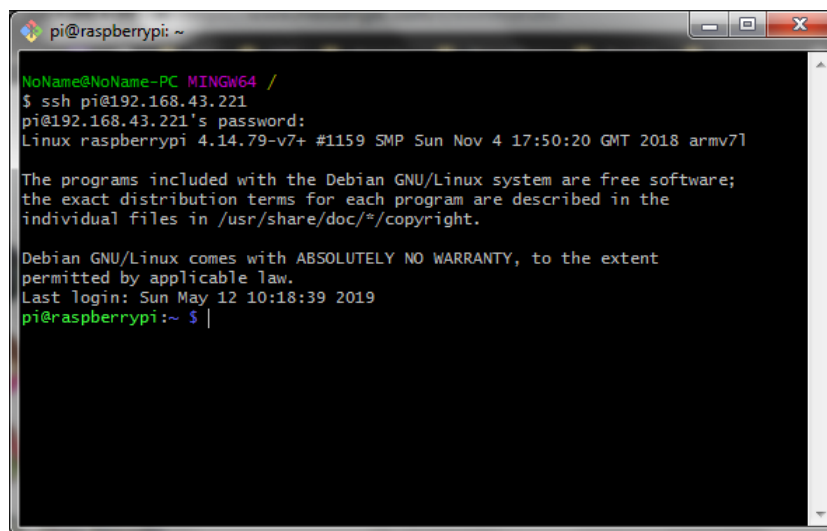 pi@raspberrypi: ~
NoName@NoName-PC MINGW64 /
$ ssh pi@192.168.43.221
pi@192.168.43.221's password:
Linux raspberrypi 4.14.79-v7+ #1159 SMP Sun Nov 4 17:50:20 GMT 2018 armv7l
The programs included with the Debian GNU/Linux system are free software;
the exact distribution terms for each program are described in the
individual files in /usr/share/doc/*/copyright.
Debian GNU/Linux comes with ABSOLUTELY NO WARRANTY, to the extent
permitted by applicable law.
Last login: Sun May 12 10:18:39 2019
pi@raspberrypi:~ $